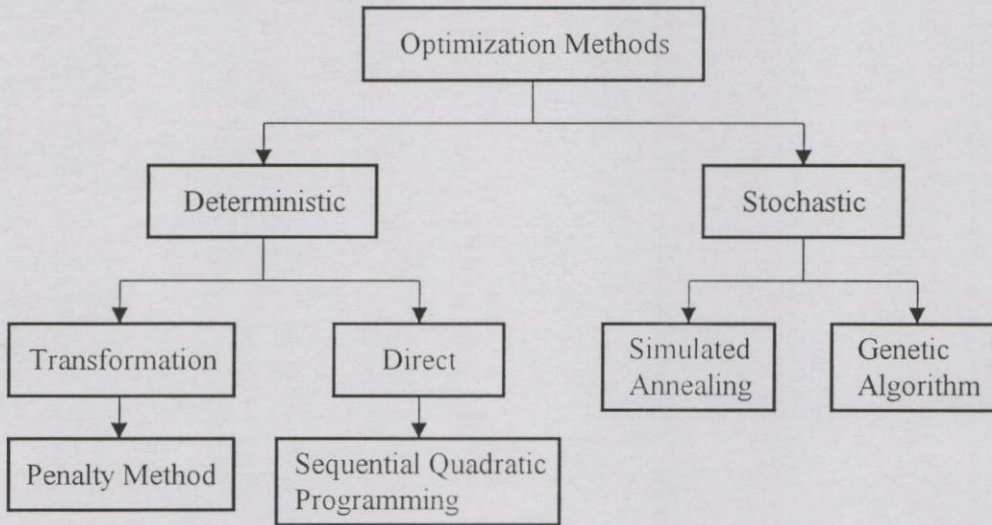 Optimization Methods
Deterministic
Stochastic
Transformation
Direct
Simulated
Annealing
Genetic
Algorithm
Penalty Method
Sequential Quadratic
Programming